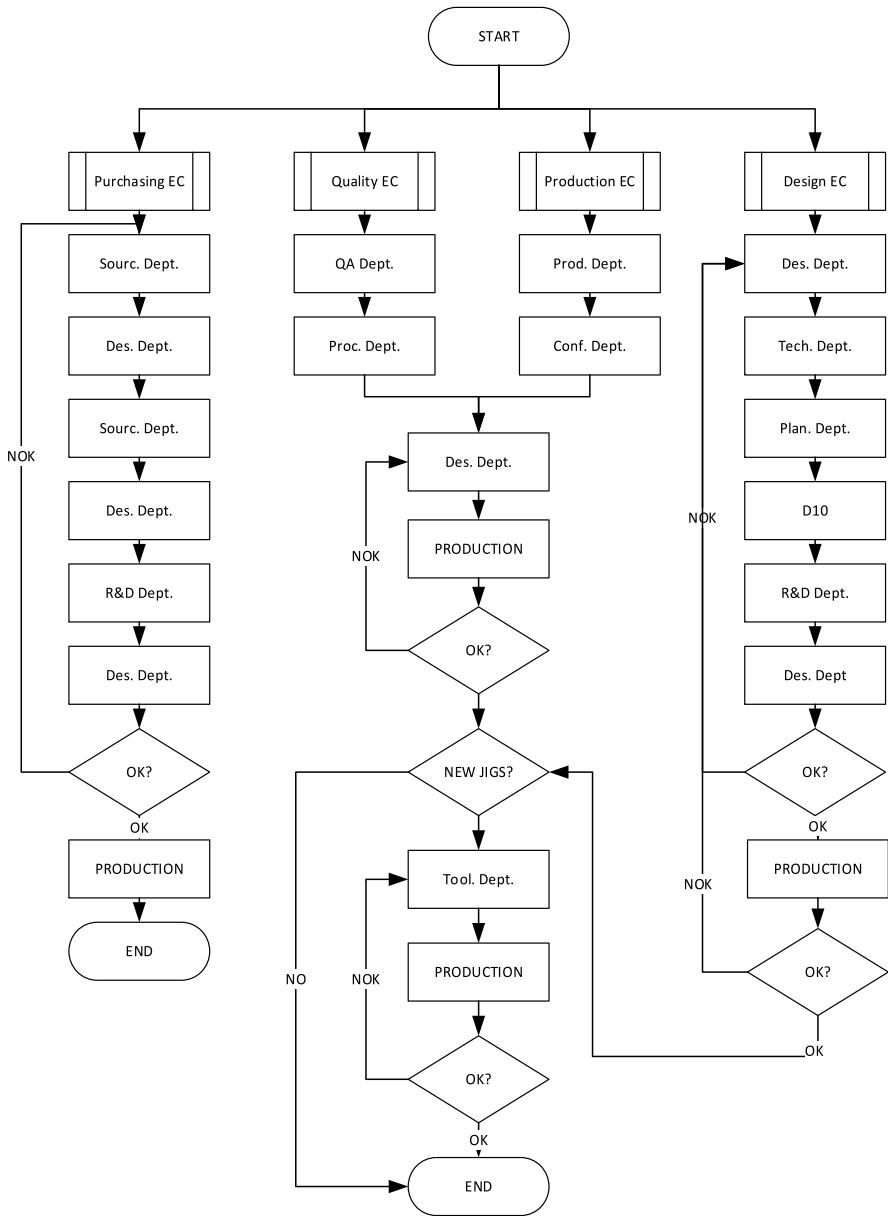 START
Purchasing EC
Quality EC
Production EC
Design EC
Sourc. Dept.
QA Dept.
Prod. Dept.
Des. Dept.
Des. Dept.
Proc. Dept.
Conf. Dept.
Tech. Dept.
Sourc. Dept.
Plan. Dept.
NOK
Des. Dept.
Des. Dept.
D10
NOK
PRODUCTION
NOK
R&D Dept.
R&D Dept.
OK?
Des. Dept.
Des. Dept
OK?
NEW JIGS?
OK?
OK
OK
PRODUCTION
PRODUCTION
Tool. Dept.
NOK
END
PRODUCTION
OK?
NO
NOK
OK
OK?
OK
END